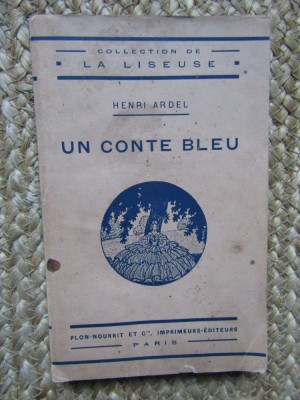 COLLECTION DE
LA LISEUSE
HENRI ARDEL
UN CONTE BLEU
PLON-NOURRIT ET Cie, IMPRIMEURS-ÉDITEURS
PARIS